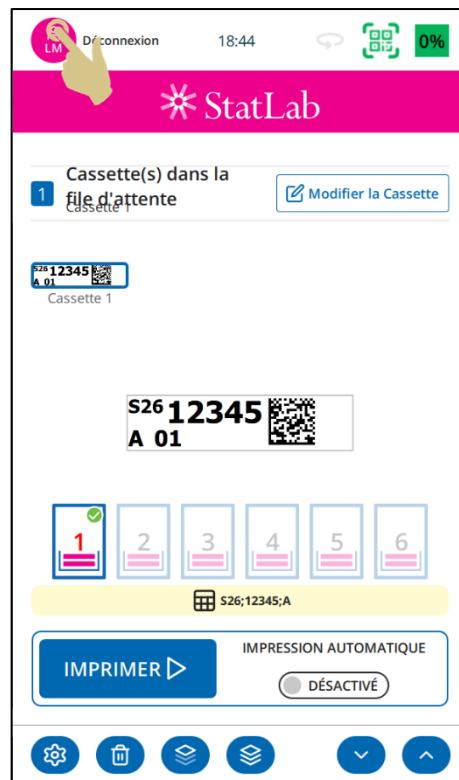 LM
Déconnexion
18:44
0%
StatLab
1
Cassette(s) dans la
file d'attente
Cassette 1
Modifier la Cassette
S26 12345
A 01
Cassette 1
S26 12345
A 01
1 2 3 4 5 6
S26;12345;A
IMPRIMER
IMPRESSION AUTOMATIQUE
DÉSACTIVÉ